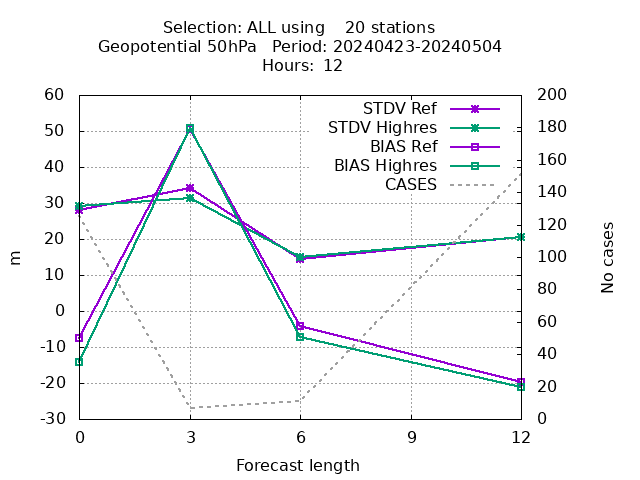 Selection: ALL using    20 stations
Geopotential 50hPa   Period: 20240423-20240504
Hours: 12
STDV Ref
STDV Highres
BIAS Ref
BIAS Highres
CASES
60
50
40
30
20
10
0
-10
-20
-30
200
180
160
140
120
100
80
60
40
20
0
0 3 6 9 12
m
No cases
Forecast length